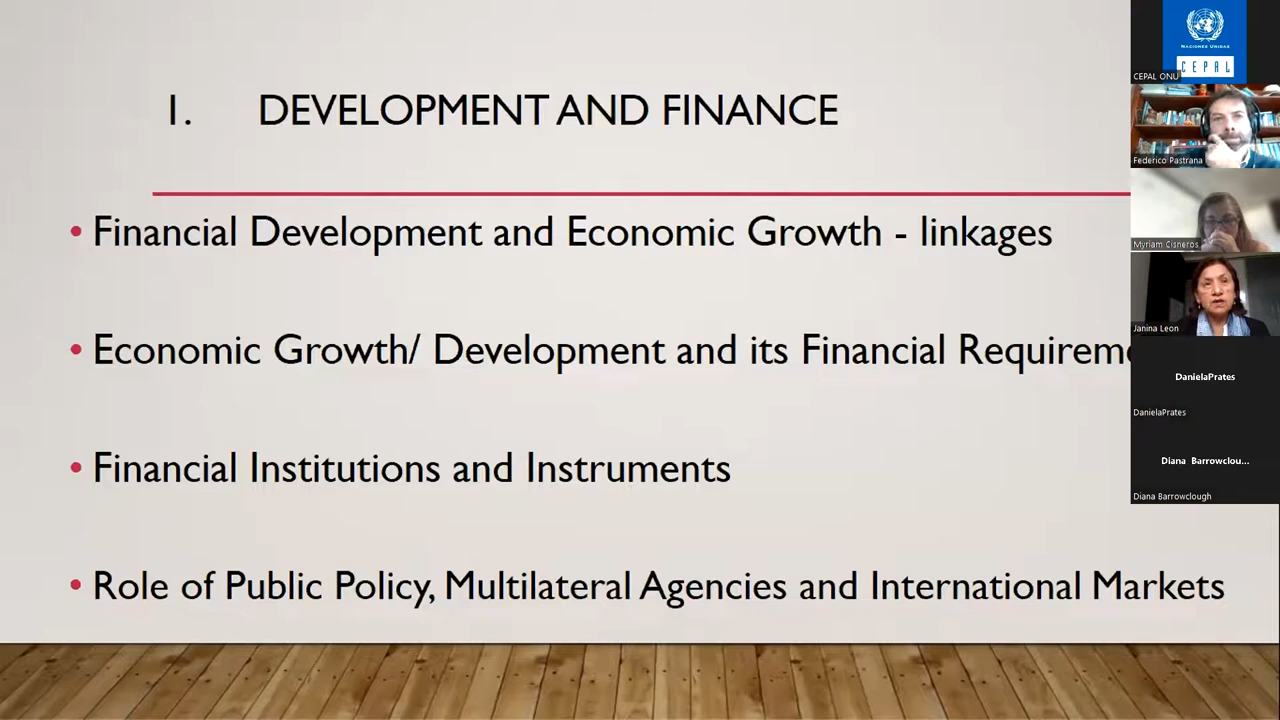 1. DEVELOPMENT AND FINANCE
• Financial Development and Economic Growth - linkages
• Economic Growth/ Development and its Financial
• Financial Institutions and Instruments
• Role of Public Policy, Multilateral Agencies and International Markets
NACIONES UNIDAS
CEPAL
CEPAL ONU
Federico Pastrana
Myriam Cisneros
Janina Leon
DanielaPrates
DanielaPrates
Diana Barrowclou...
Diana Barrowclough